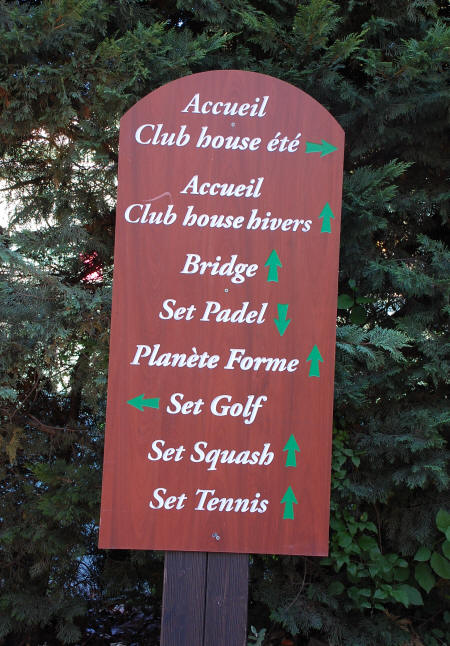 Accueil
Club house été
Accueil
Club house hivers
Bridge
Set Padel
Planète Forme
Set Golf
Set Squash
Set Tennis